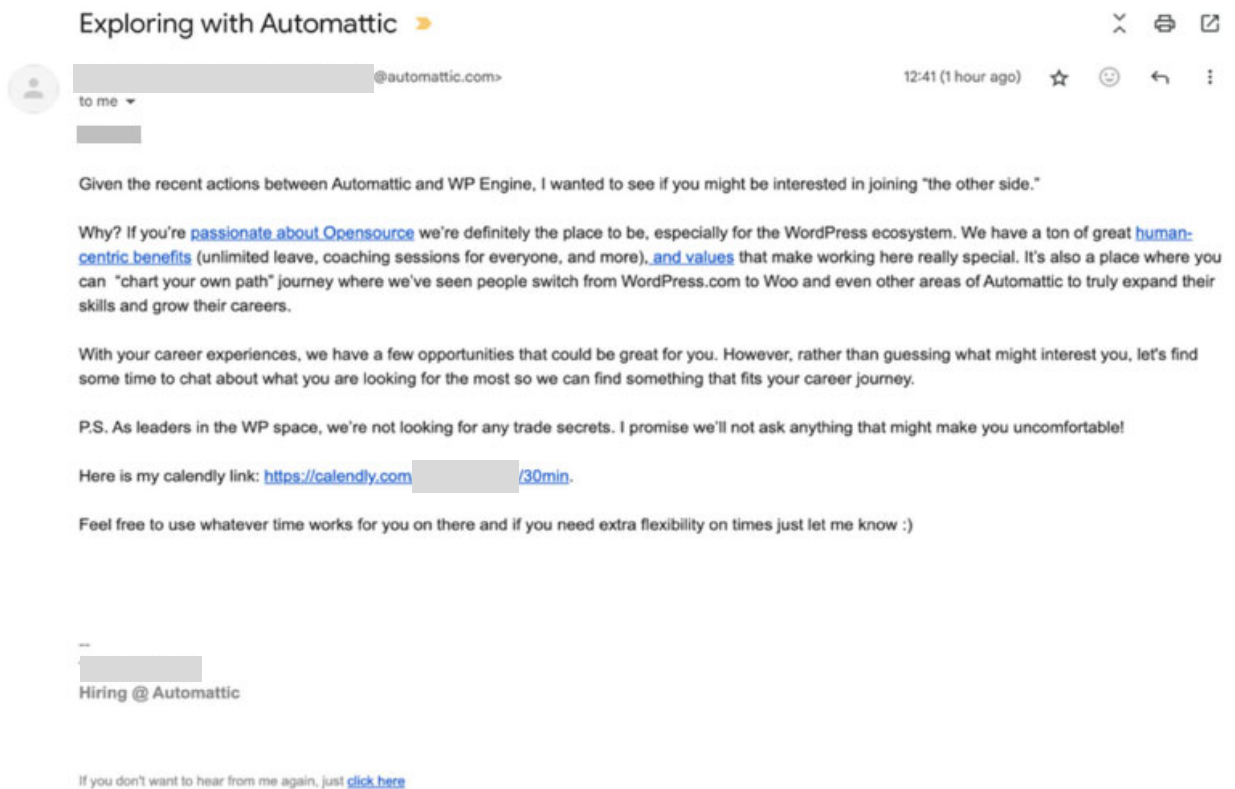 Exploring with Automattic
@automattic.com>
12:41 (1 hour ago)
to me
Given the recent actions between Automattic and WP Engine, I wanted to see if you might be interested in joining “the other side.”
Why? If you’re passionate about Opensource we’re definitely the place to be, especially for the WordPress ecosystem. We have a ton of great human-
centric benefits (unlimited leave, coaching sessions for everyone, and more), and values that make working here really special. It’s also a place where you
can “chart your own path” journey where we’ve seen people switch from WordPress.com to Woo and even other areas of Automattic to truly expand their
skills and grow their careers.
With your career experiences, we have a few opportunities that could be great for you. However, rather than guessing what might interest you, let's find
some time to chat about what you are looking for the most so we can find something that fits your career journey.
P.S. As leaders in the WP space, we’re not looking for any trade secrets. I promise we’ll not ask anything that might make you uncomfortable!
Here is my calendly link: https://calendly.com /30min.
Feel free to use whatever time works for you on there and if you need extra flexibility on times just let me know :)
--
Hiring @ Automattic
If you don't want to hear from me again, just click here